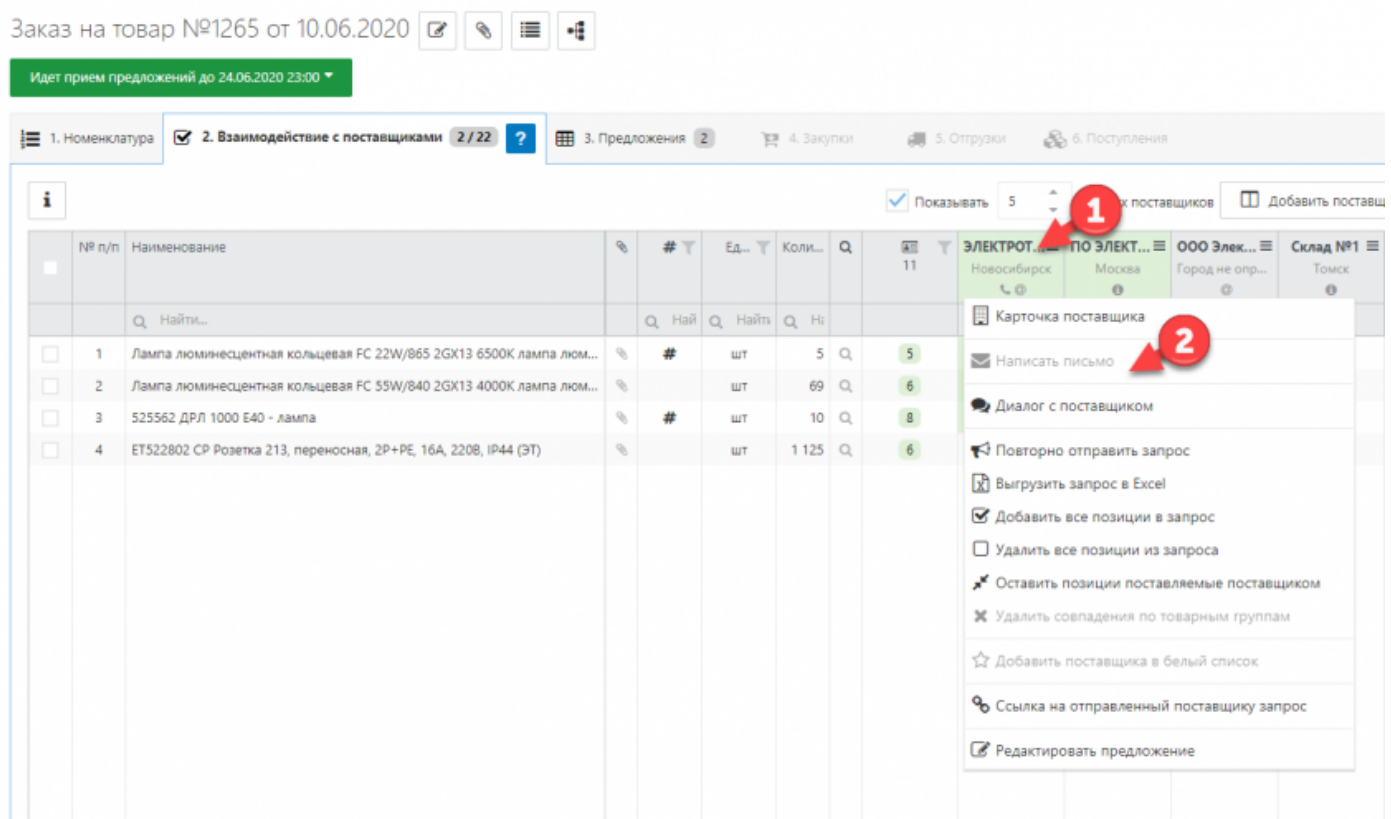 Заказ на товар №1265 от 10.06.2020
Идет прием предложений до 24.06.2020 23:00
1. Номенклатура 2. Взаимодействие с поставщиками 2 / 22 ? 3. Предложения 2 4. Закупки 5. Отгрузки 6. Поступления
i Показывать 5 х поставщиков Добавить поставщ
№ п/п Наименование # Ед... Коли... 11 ЭЛЕКТРОТ... ПО ЭЛЕКТ... ООО Элек... Склад №1
Новосибирск Москва Город не опр... Томск
Найти... Най Найти На
1 Лампа люминесцентная кольцевая FC 22W/865 2GX13 6500K лампа люм... # шт 5 5
2 Лампа люминесцентная кольцевая FC 55W/840 2GX13 4000K лампа люм... шт 69 6
3 525562 ДРЛ 1000 E40 - лампа # шт 10 8
4 ET522802 СР Розетка 213, переносная, 2P+PE, 16A, 220В, IP44 (ЭТ) шт 1 125 6
1
2
Карточка поставщика
Написать письмо
Диалог с поставщиком
Повторно отправить запрос
Выгрузить запрос в Excel
Добавить все позиции в запрос
Удалить все позиции из запроса
Оставить позиции поставляемые поставщиком
Удалить совпадения по товарным группам
Добавить поставщика в белый список
Ссылка на отправленный поставщику запрос
Редактировать предложение